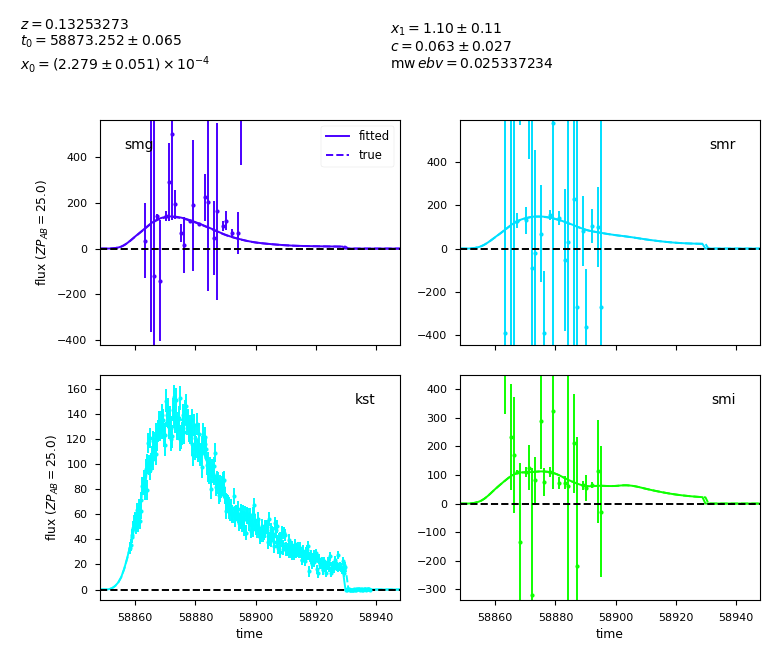 z = 0.13253273
t₀ = 58873.252 ± 0.065
x₀ = (2.279 ± 0.051) × 10⁻⁴
x₁ = 1.10 ± 0.11
c = 0.063 ± 0.027
mw ebv = 0.025337234
smg
fitted
true
400
200
0
−200
−400
flux (ZP_AB = 25.0)
smr
400
200
0
−200
−400
kst
160
140
120
100
80
60
40
20
0
flux (ZP_AB = 25.0)
58860 58880 58900 58920 58940
time
smi
400
300
200
100
0
−100
−200
−300
58860 58880 58900 58920 58940
time